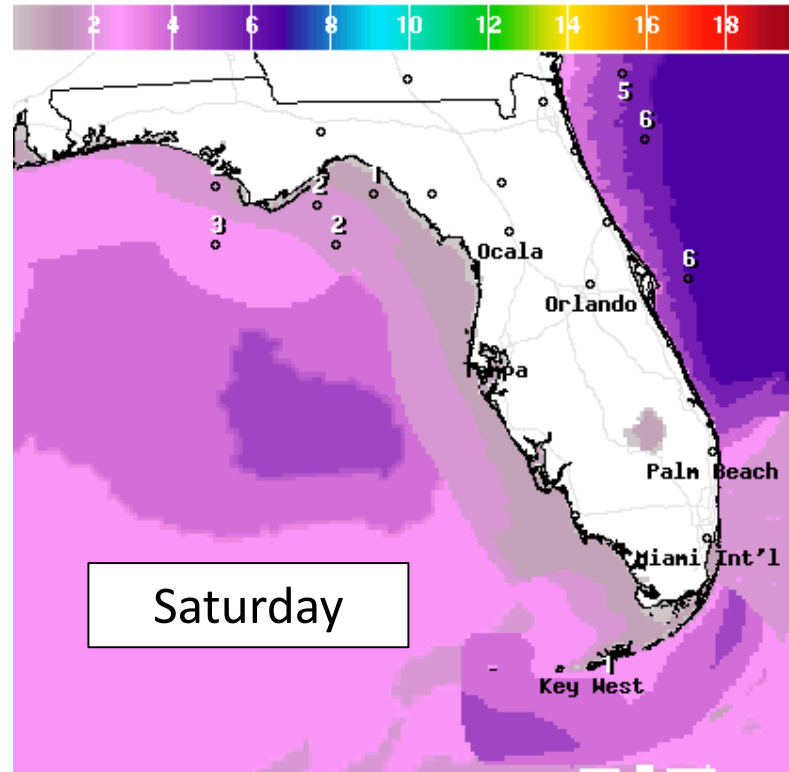 2 4 6 8 10 12 14 16 18
5
6
2
1
2
3
2
Ocala
6
Orlando
Tampa
Palm Beach
Miami Int'l
Saturday
1
Key West